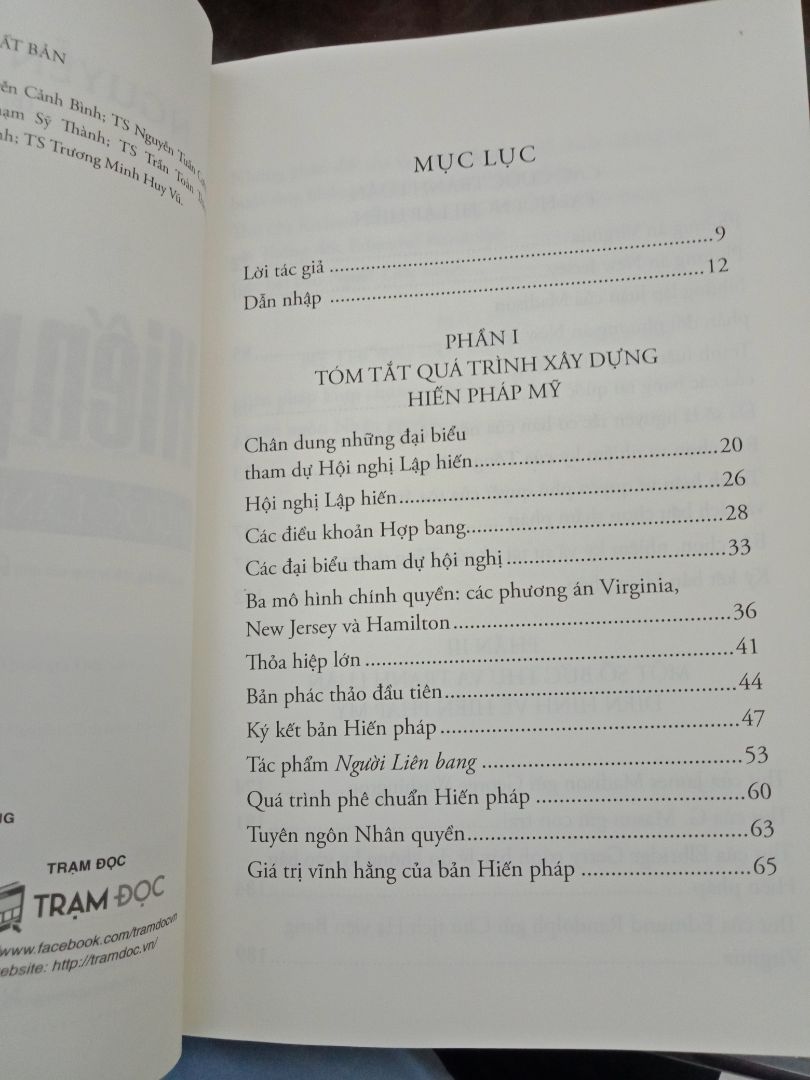 ẤT BẢN
ễn Cảnh Bình; TS Nguyễn Tuấn
ạm Sỹ Thành; TS Trần Toàn
nh; TS Trương Minh Huy Vũ.
NG
TRẠM ĐỌC
TRẠM ĐỌC
www.facebook.com/tramdocvn
ebsite: http://tramdoc.vn/
MỤC LỤC
Lời tác giả ........ 9
Dẫn nhập ........ 12
PHẦN I
TÓM TẮT QUÁ TRÌNH XÂY DỰNG
HIẾN PHÁP MỸ
Chân dung những đại biểu
tham dự Hội nghị Lập hiến ........ 20
Hội nghị Lập hiến ........ 26
Các điều khoản Hợp bang ........ 28
Các đại biểu tham dự hội nghị ........ 33
Ba mô hình chính quyền: các phương án Virginia,
New Jersey và Hamilton ........ 36
Thỏa hiệp lớn ........ 41
Bản phác thảo đầu tiên ........ 44
Ký kết bản Hiến pháp ........ 47
Tác phẩm Người Liên bang ........ 53
Quá trình phê chuẩn Hiến pháp ........ 60
Tuyên ngôn Nhân quyền ........ 63
Giá trị vĩnh hằng của bản Hiến pháp ........ 65